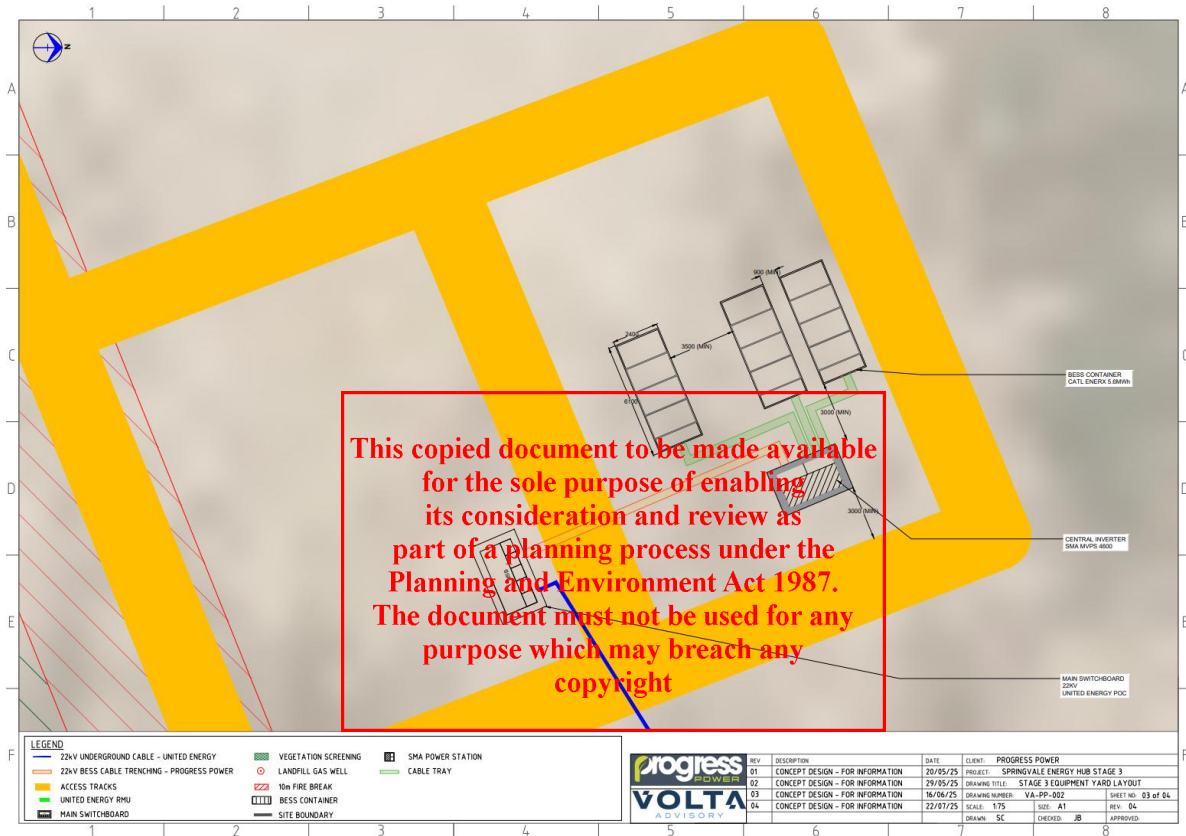 1 2 3 4 5 6 7 8
N
A A
B B
C C
D D
E E
F F
900 (MIN)
2400
3500 (MIN)
6100
3000 (MIN)
3000 (MIN)
BESS CONTAINER
CATL ENERX 5.6MWh
CENTRAL INVERTER
SMA MVPS 4600
MAIN SWITCHBOARD
22KV
UNITED ENERGY POC
This copied document to be made available
for the sole purpose of enabling
its consideration and review as
part of a planning process under the
Planning and Environment Act 1987.
The document must not be used for any
purpose which may breach any
copyright
LEGEND
22kV UNDERGROUND CABLE - UNITED ENERGY
22kV BESS CABLE TRENCHING - PROGRESS POWER
ACCESS TRACKS
UNITED ENERGY RMU
MAIN SWITCHBOARD
VEGETATION SCREENING
LANDFILL GAS WELL
10m FIRE BREAK
BESS CONTAINER
SITE BOUNDARY
SMA POWER STATION
CABLE TRAY
progress
POWER
VOLTA
ADVISORY
REV DESCRIPTION DATE
01 CONCEPT DESIGN - FOR INFORMATION 20/05/25
02 CONCEPT DESIGN - FOR INFORMATION 29/05/25
03 CONCEPT DESIGN - FOR INFORMATION 16/06/25
04 CONCEPT DESIGN - FOR INFORMATION 22/07/25
CLIENT: PROGRESS POWER
PROJECT: SPRINGVALE ENERGY HUB STAGE 3
DRAWING TITLE: STAGE 3 EQUIPMENT YARD LAYOUT
DRAWING NUMBER: VA-PP-002 SHEET NO: 03 of 04
SCALE: 1:75 SIZE: A1 REV: 04
DRAWN: SC CHECKED: JB APPROVED:
1 2 3 4 5 6 7 8